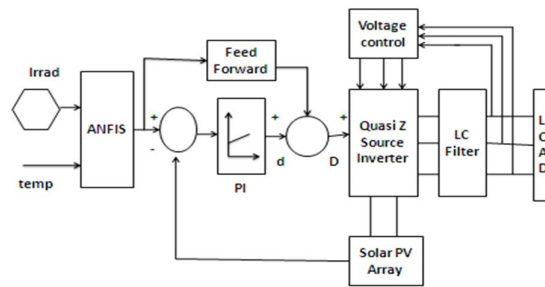 Irrad
temp
ANFIS
Feed
Forward
+
-
PI
+
d
+
D
Voltage
control
Quasi Z
Source
Inverter
LC
Filter
L
O
A
D
Solar PV
Array